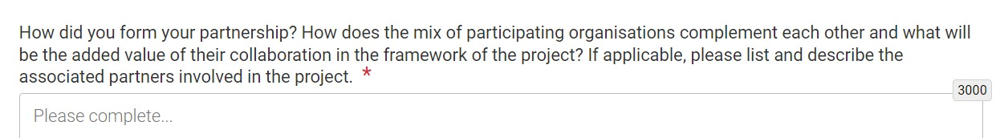 How did you form your partnership? How does the mix of participating organisations complement each other and what will
be the added value of their collaboration in the framework of the project? If applicable, please list and describe the
associated partners involved in the project. *
3000
Please complete...